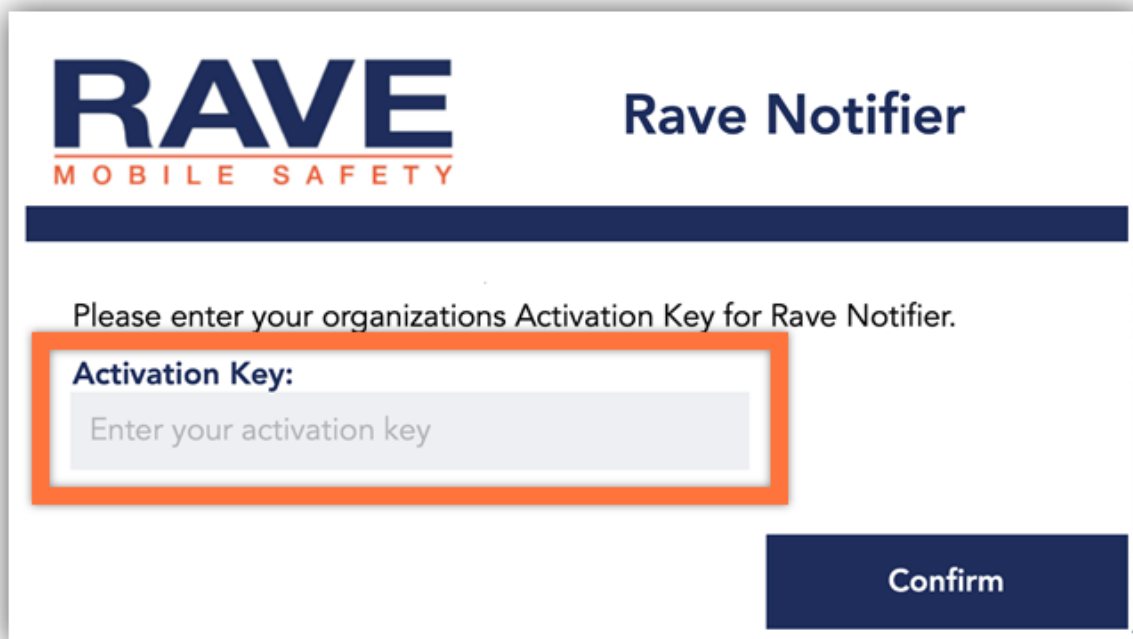 RAVE
MOBILE SAFETY
Rave Notifier
Please enter your organizations Activation Key for Rave Notifier.
Activation Key:
Enter your activation key
Confirm